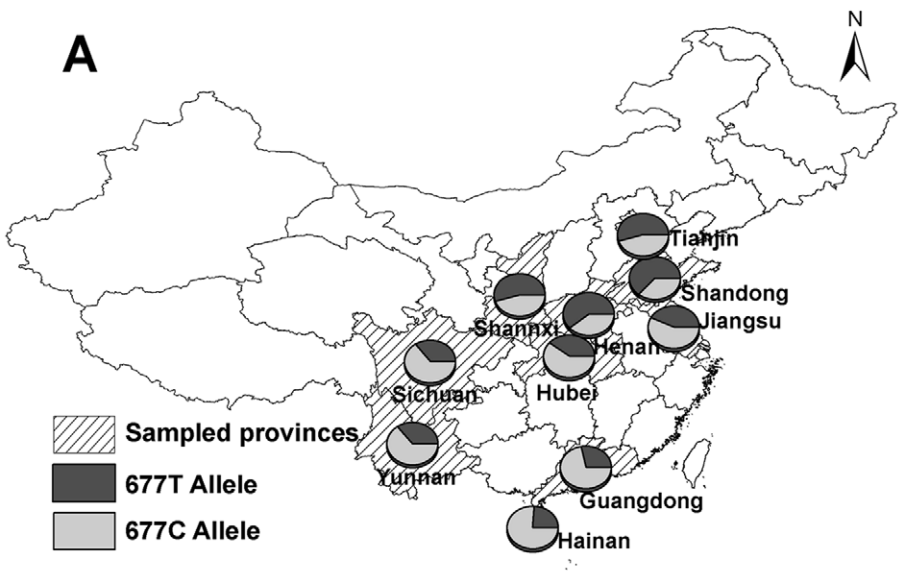 A
N
Tianjin
Shandong
Shannxi
Jiangsu
Henan
Hubei
Sichuan
Sampled provinces
Yunnan
677T Allele
Guangdong
677C Allele
Hainan